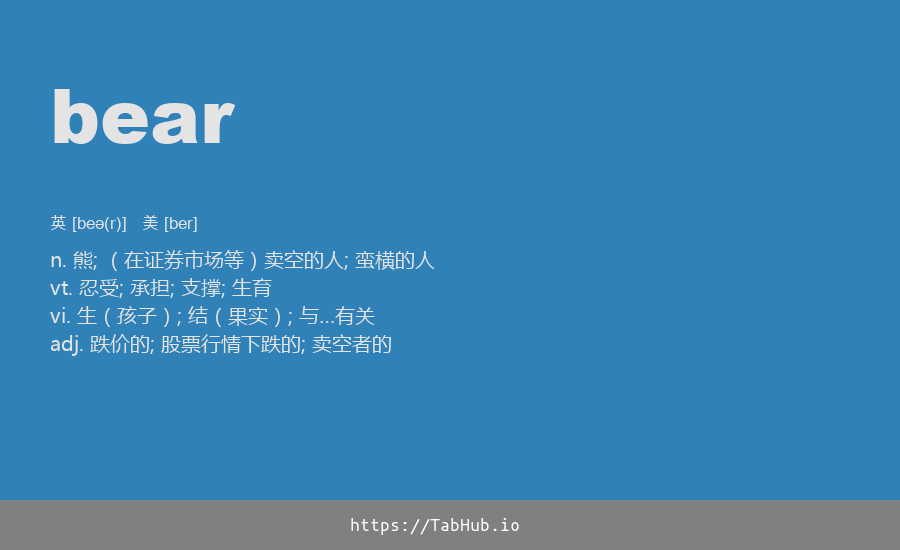 bear
英 [beə(r)] 美 [ber]
n. 熊; （在证券市场等）卖空的人; 蛮横的人
vt. 忍受; 承担; 支撑; 生育
vi. 生（孩子）; 结（果实）; 与…有关
adj. 跌价的; 股票行情下跌的; 卖空者的
https://TabHub.io